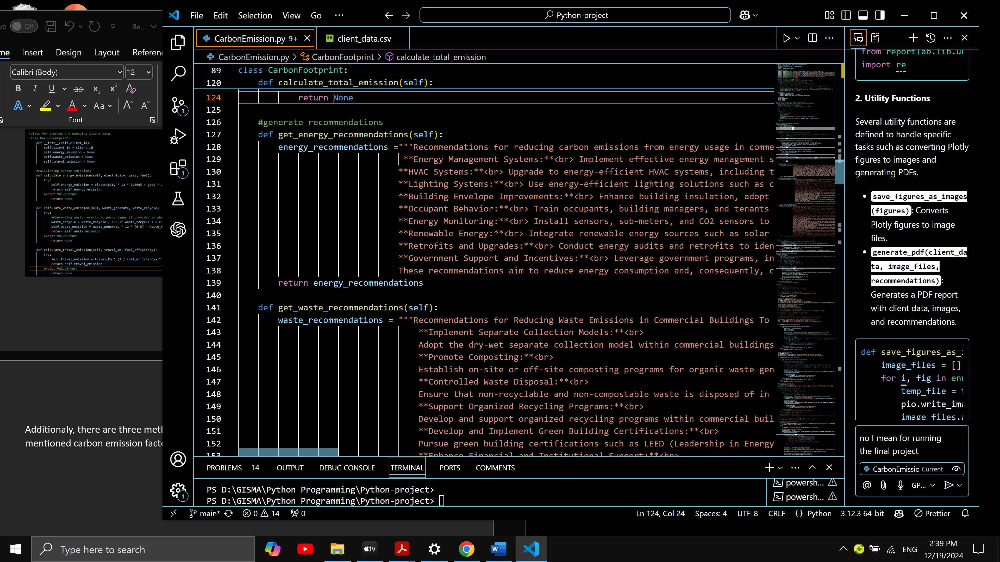 ve Off Re...
me Insert Design Layout Referenc
Calibri (Body) 12
B I U ab x2 x2 A
A A Aa A A
Font
#class for storing and managing client data
class CarbonFootprint:
def __init__(self,client_id):
self.client_id = client_id
self.energy_emission = None
self.waste_emission = None
self.travel_emission = None
#calculating carbon emissions
def calculate_energy_emission(self, electricity, gass, fuel):
try:
self.energy_emission = electricity * 12 * 0.0005 + gass * 1
return self.energy_emission
except ValueError:
return None
def calculate_waste_emission(self, waste_generate, waste_recycle):
try:
#Converting waste_recycle to percentages if provided as who
waste_recycle = waste_recycle / 100 if waste_recycle > 1 el
self.waste_emission = waste_generate * 12 * (0.57 - waste_r
return self.waste_emission
except ValueError:
return None
def calculate_travel_emission(self, travel_km, fuel_efficiency):
try:
self.travel_emission = travel_km * (1 / fuel_efficiency) *
return self.travel_emission
except ValueError:
return None
Additionaly, there are three meth
mentioned carbon emission facto
File Edit Selection View Go ... Python-project
CarbonEmission.py 9+ client_data.csv
CarbonEmission.py > CarbonFootprint > calculate_total_emission
89 class CarbonFootprint:
120 def calculate_total_emission(self):
124 return None
125
126 #generate recommendations
127 def get_energy_recommendations(self):
128 energy_recommendations ="""Recommendations for reducing carbon emissions from energy usage in comme
129 **Energy Management Systems:**<br> Implement effective energy management s
130 **HVAC Systems:**<br> Upgrade to energy-efficient HVAC systems, including t
131 **Lighting Systems:**<br> Use energy-efficient lighting solutions such as c
132 **Building Envelope Improvements:**<br> Enhance building insulation, adopt
133 **Occupant Behavior:**<br> Train occupants, building managers, and tenants
134 **Energy Monitoring:**<br> Install sensors, sub-meters, and CO2 sensors to
135 **Renewable Energy:**<br> Integrate renewable energy sources such as solar
136 **Retrofits and Upgrades:**<br> Conduct energy audits and retrofits to iden
137 **Government Support and Incentives:**<br> Leverage government programs, in
138 These recommendations aim to reduce energy consumption and, consequently, c
139 return energy_recommendations
140
141 def get_waste_recommendations(self):
142 waste_recommendations = """Recommendations for Reducing Waste Emissions in Commercial Buildings To
143 **Implement Separate Collection Models:**<br>
144 Adopt the dry-wet separate collection model within commercial buildings
145 **Promote Composting:**<br>
146 Establish on-site or off-site composting programs for organic waste gen
147 **Controlled Waste Disposal:**<br>
148 Ensure that non-recyclable and non-compostable waste is disposed of in
149 **Support Organized Recycling Programs:**<br>
150 Develop and support organized recycling programs within commercial buil
151 **Develop and Implement Green Building Certifications:**<br>
152 Pursue green building certifications such as LEED (Leadership in Energy
153 **Enhance Financial and Institutional Support:**<br>
PROBLEMS 14 OUTPUT DEBUG CONSOLE TERMINAL PORTS COMMENTS
PS D:\GISMA\Python Programming\Python-project>
PS D:\GISMA\Python Programming\Python-project>
powersh...
powersh...
from reportlab.lib.ur
import re
2. Utility Functions
Several utility functions are
defined to handle specific
tasks such as converting Plotly
figures to images and
generating PDFs.
• save_figures_as_images
(figures): Converts
Plotly figures to image
files.
• generate_pdf(client_da
ta, image_files,
recommendations):
Generates a PDF report
with client data, images,
and recommendations.
def save_figures_as_i
image_files = []
for i, fig in enu
temp_file = t
pio.write_ima
image_files.a
no I mean for running
the final project
CarbonEmissio Current
@ GP...
1
1
1
main* 0 14 0 Ln 124, Col 24 Spaces: 4 UTF-8 CRLF {} Python 3.12.3 64-bit Prettier
Type here to search
tv
W
ENG
2:39 PM
12/19/2024